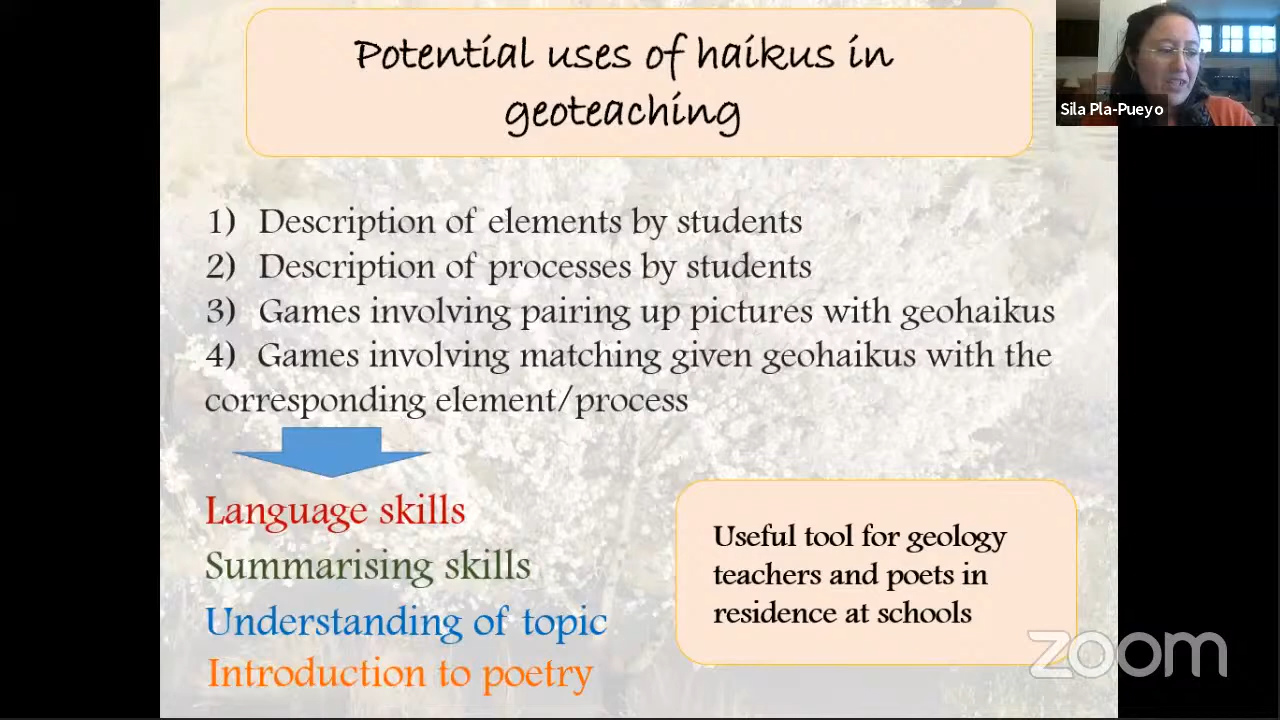 Potential uses of haikus in
geoteaching
Sila Pla-Pueyo
1) Description of elements by students
2) Description of processes by students
3) Games involving pairing up pictures with geohaikus
4) Games involving matching given geohaikus with the
corresponding element/process
Language skills
Summarising skills
Understanding of topic
Introduction to poetry
Useful tool for geology
teachers and poets in
residence at schools
zoom